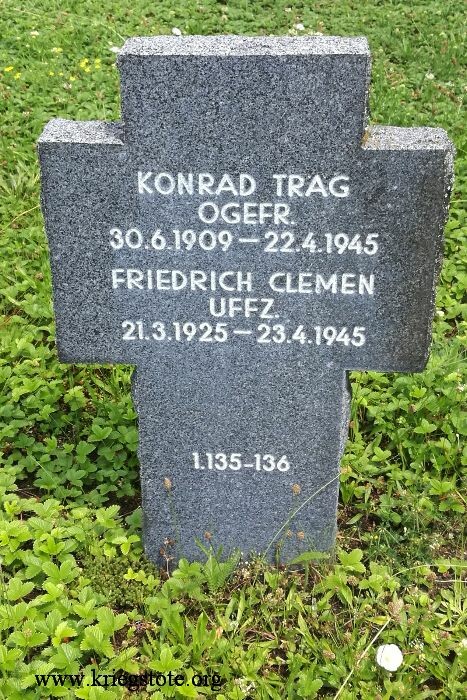 KONRAD TRAG
OGEFR.
30.6.1909 – 22.4.1945
FRIEDRICH CLEMEN
UFFZ.
21.3.1925 – 23.4.1945
1.135-136
www.kriegstote.org